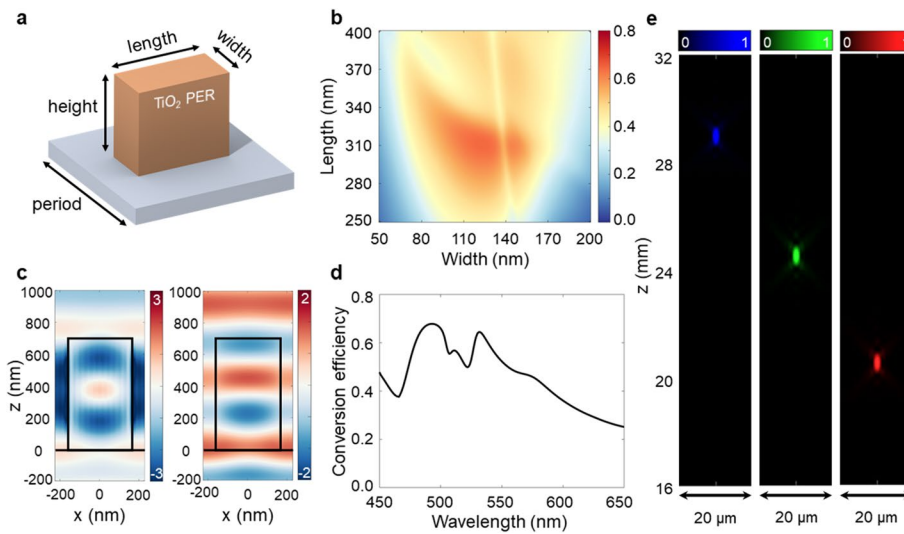 a
length
width
height
TiO₂ PER
period
b
400
370
340
310
280
250
Length (nm)
50
80
110
140
170
200
Width (nm)
0.8
0.6
0.4
0.2
0.0
c
1000
800
600
400
200
0
-200
z (nm)
-200
0
200
x (nm)
3
-3
1000
800
600
400
200
0
-200
-200
0
200
x (nm)
2
-2
d
0.8
0.6
0.4
0.2
0.0
Conversion efficiency
450
500
550
600
650
Wavelength (nm)
e
0 1
0 1
0 1
32
28
24
20
16
z (mm)
20 µm
20 µm
20 µm